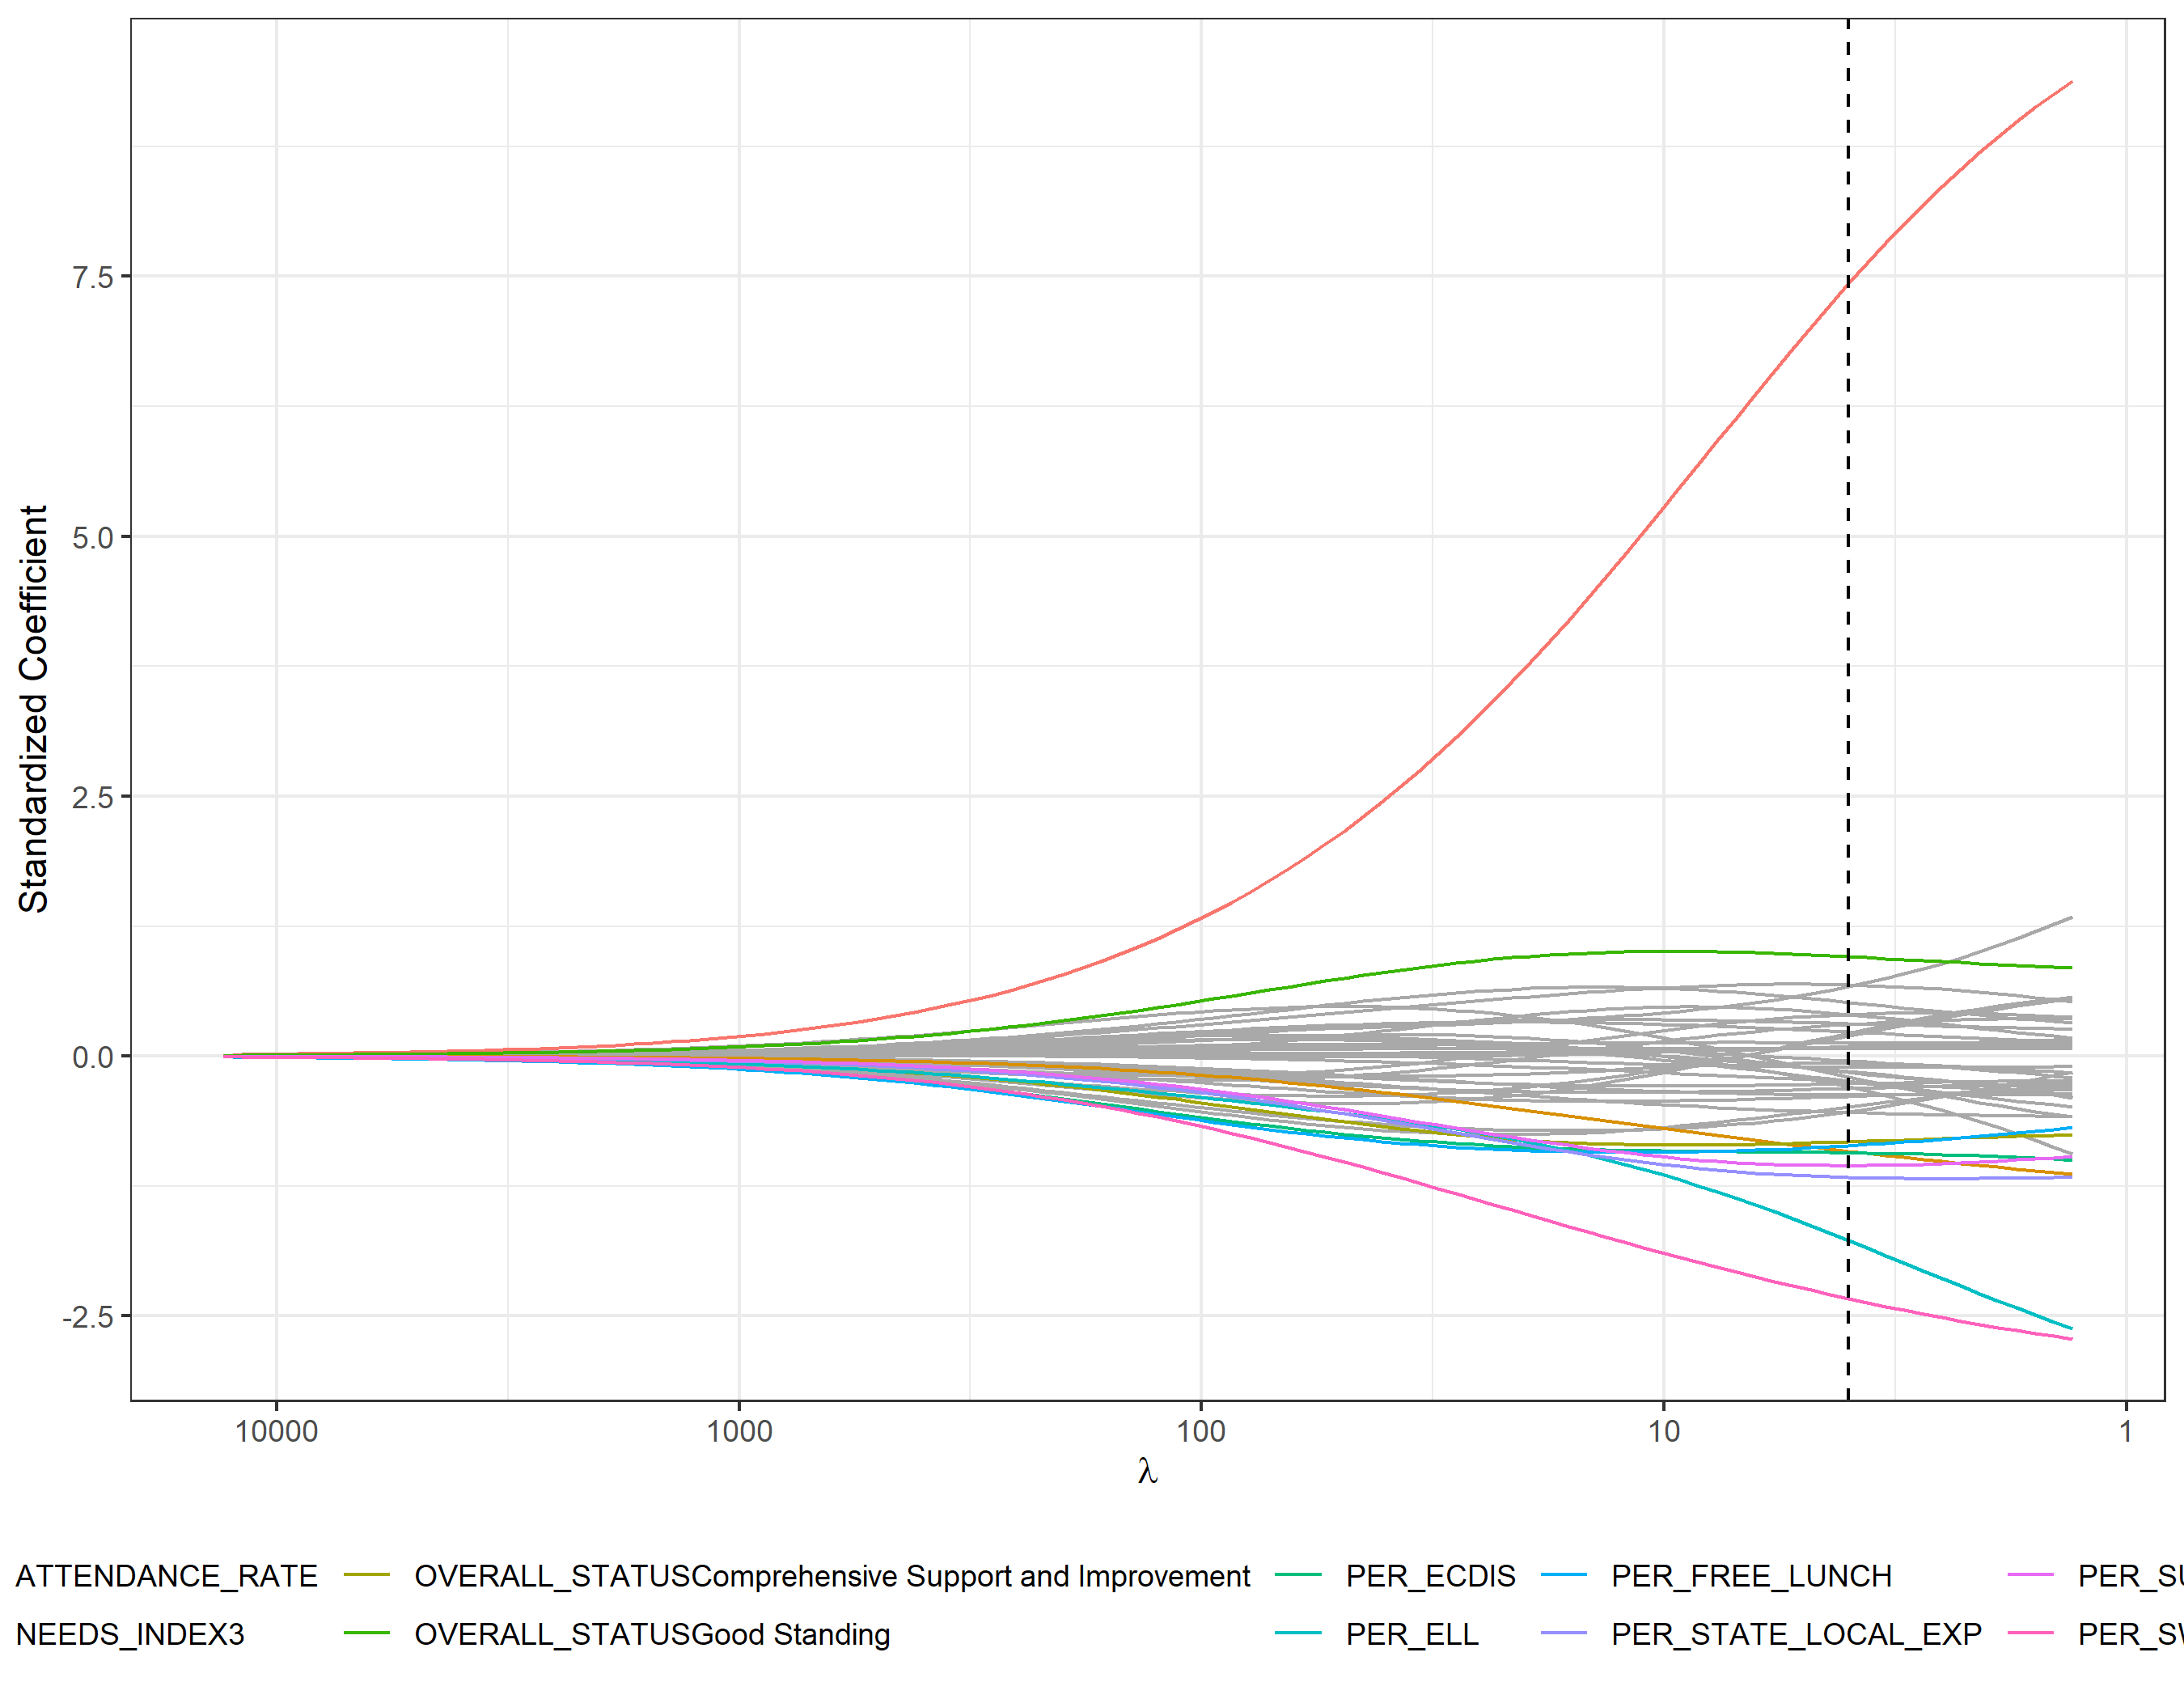 7.5
5.0
2.5
0.0
-2.5
Standardized Coefficient
10000 1000 100 10 1
λ
ATTENDANCE_RATE OVERALL_STATUSComprehensive Support and Improvement PER_ECDIS PER_FREE_LUNCH
NEEDS_INDEX3 OVERALL_STATUSGood Standing PER_ELL PER_STATE_LOCAL_EXP